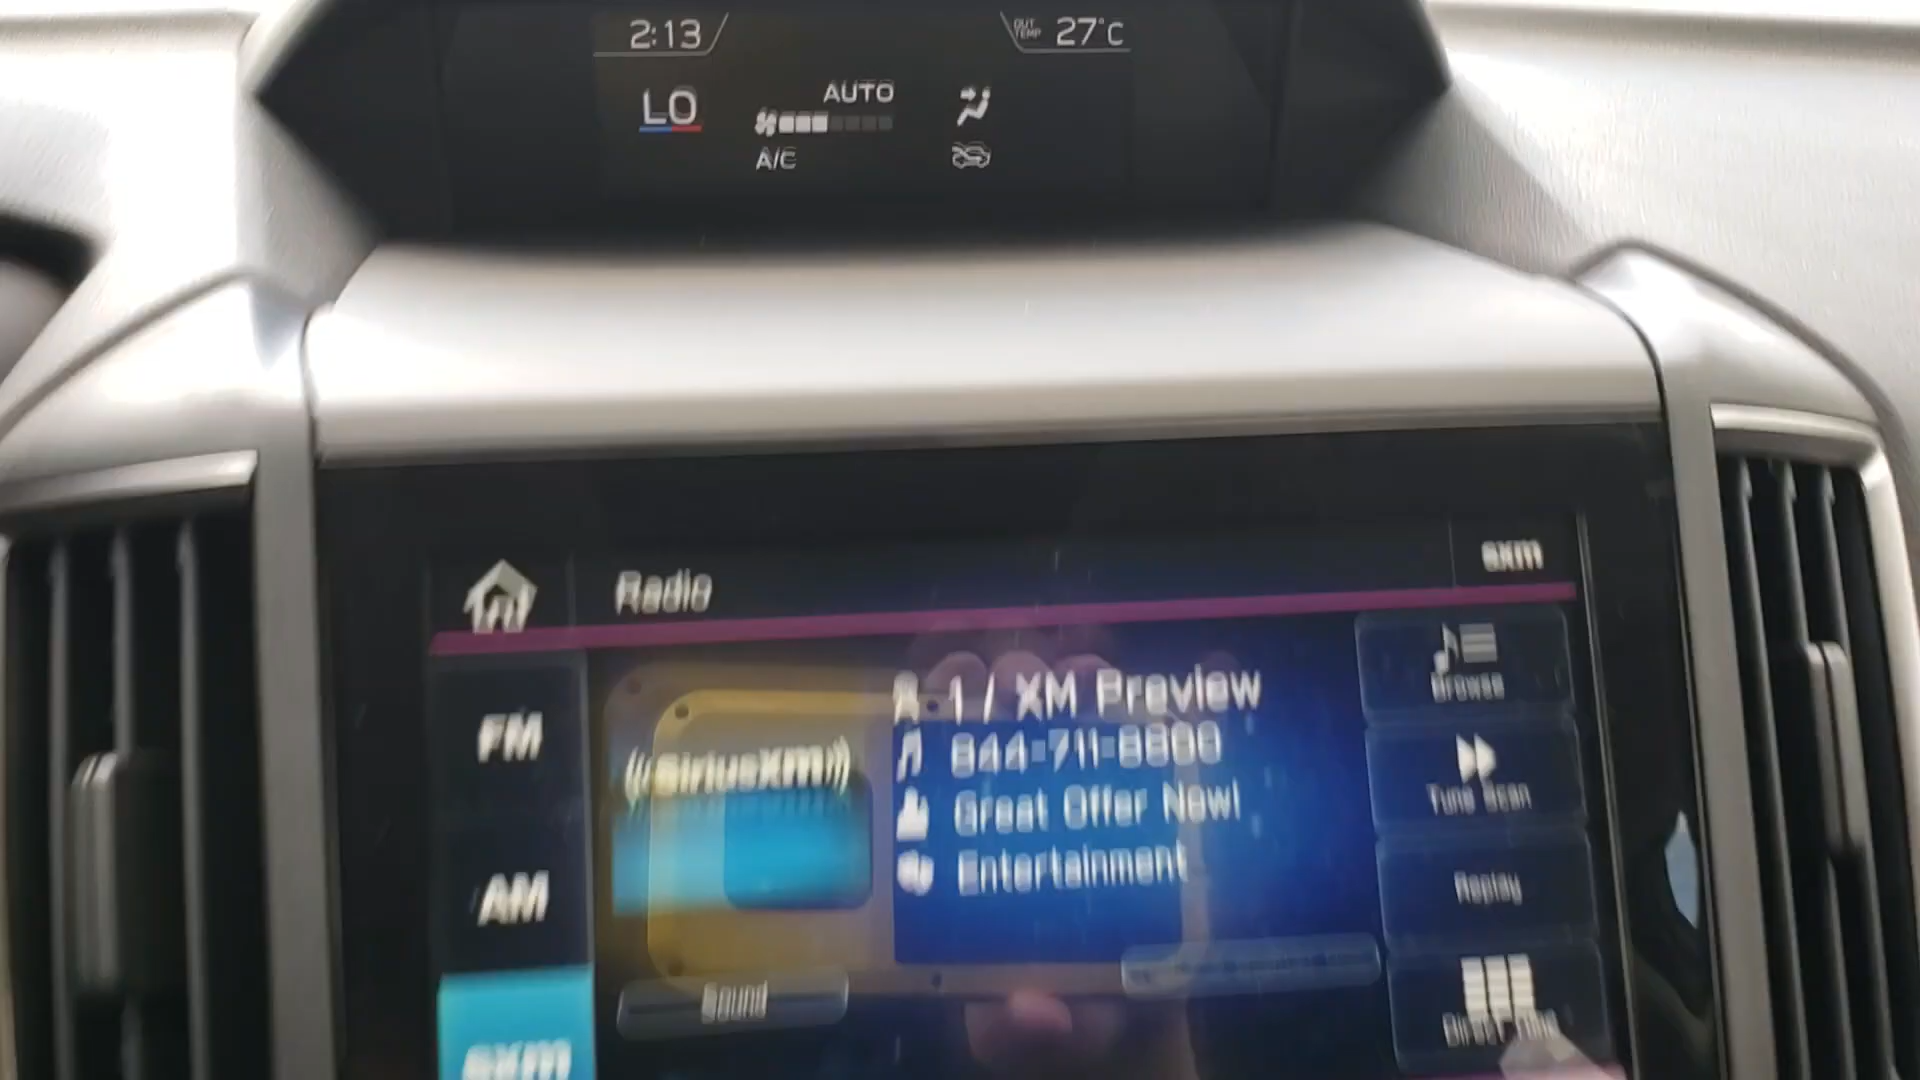 2:13
OUT TEMP 27°C
LO
AUTO
A/C
Radio
sxm
FM
AM
sxm
((SiriusXM))
1 / XM Preview
844-711-8800
Great Offer Now!
Entertainment
Sound
Browse
Tune Scan
Replay
Direct Tune